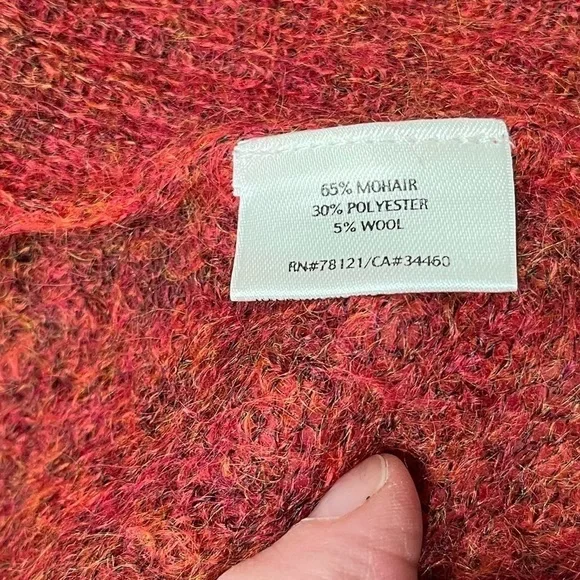 65% MOHAIR
30% POLYESTER
5% WOOL
RN#78121/CA#34460